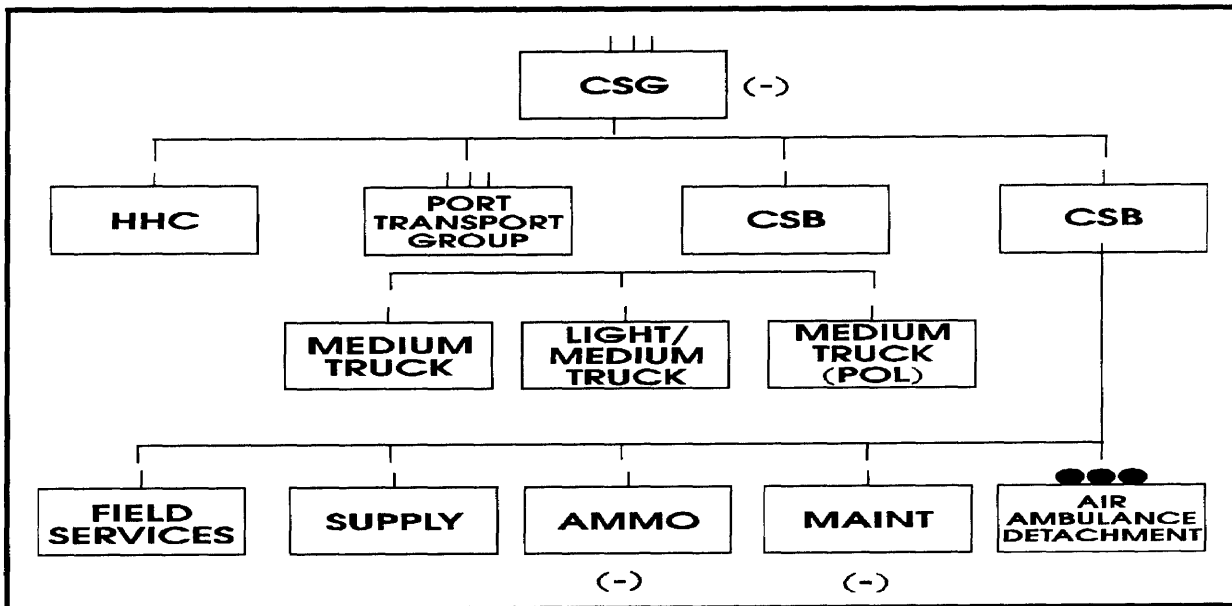 CSG (-)
HHC
PORT
TRANSPORT
GROUP
CSB
CSB
MEDIUM
TRUCK
LIGHT/
MEDIUM
TRUCK
MEDIUM
TRUCK
(POL)
FIELD
SERVICES
SUPPLY
AMMO
(-)
MAINT
(-)
AIR
AMBULANCE
DETACHMENT